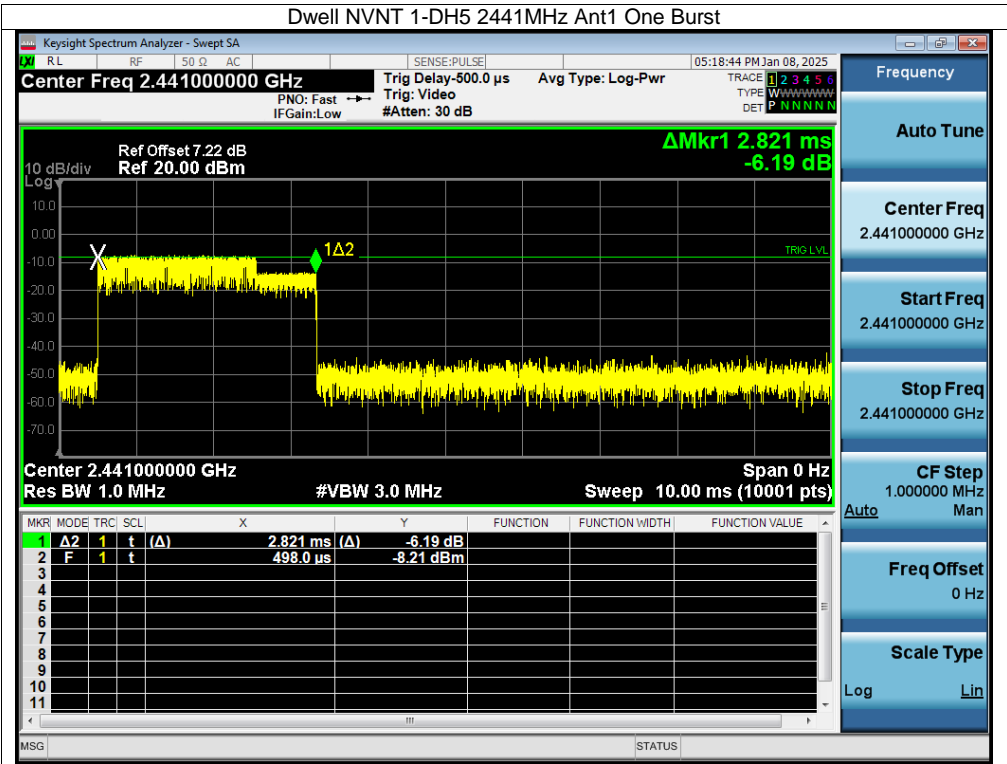 Dwell NVNT 1-DH5 2441MHz Ant1 One Burst
Keysight Spectrum Analyzer - Swept SA
LXI RL RF 50 Ω AC SENSE:PULSE 05:18:44 PM Jan 08, 2025
Center Freq 2.441000000 GHz
PNO: Fast
IFGain:Low
Trig Delay-500.0 µs
Trig: Video
#Atten: 30 dB
Avg Type: Log-Pwr
TRACE 1 2 3 4 5 6
TYPE WWWWWW
DET P N N N N N
Frequency
ΔMkr1 2.821 ms
-6.19 dB
Ref Offset 7.22 dB
10 dB/div Ref 20.00 dBm
Log
10.0
0.00
-10.0
-20.0
-30.0
-40.0
-50.0
-60.0
-70.0
1Δ2
TRIG LVL
Center 2.441000000 GHz Span 0 Hz
Res BW 1.0 MHz #VBW 3.0 MHz Sweep 10.00 ms (10001 pts)
MKR MODE TRC SCL X Y FUNCTION FUNCTION WIDTH FUNCTION VALUE
1 Δ2 1 t (Δ) 2.821 ms (Δ) -6.19 dB
2 F 1 t 498.0 µs -8.21 dBm
3
4
5
6
7
8
9
10
11
MSG STATUS
Auto Tune
Center Freq
2.441000000 GHz
Start Freq
2.441000000 GHz
Stop Freq
2.441000000 GHz
CF Step
1.000000 MHz
Auto Man
Freq Offset
0 Hz
Scale Type
Log Lin